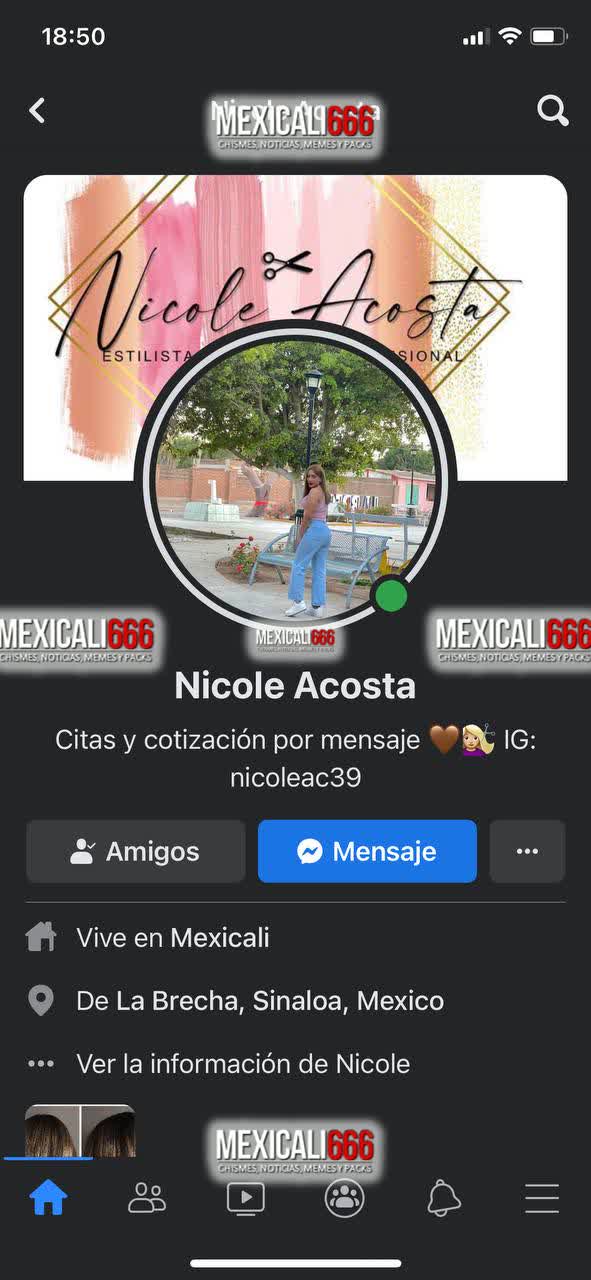 18:50
MEXICALI666
CHISMES, NOTICIAS, MEMES Y PACKS
Nicole Acosta
ESTILISTA
SIONAL
MEXICALI666
CHISMES, NOTICIAS, MEMES Y PACKS
MEXICALI666
MEXICALI666
CHISMES, NOTICIAS, MEMES Y PACKS
Nicole Acosta
Citas y cotización por mensaje 🤎💇🏼‍♀️ IG:
nicoleac39
Amigos
Mensaje
Vive en Mexicali
De La Brecha, Sinaloa, Mexico
Ver la información de Nicole
MEXICALI666
CHISMES, NOTICIAS, MEMES Y PACKS